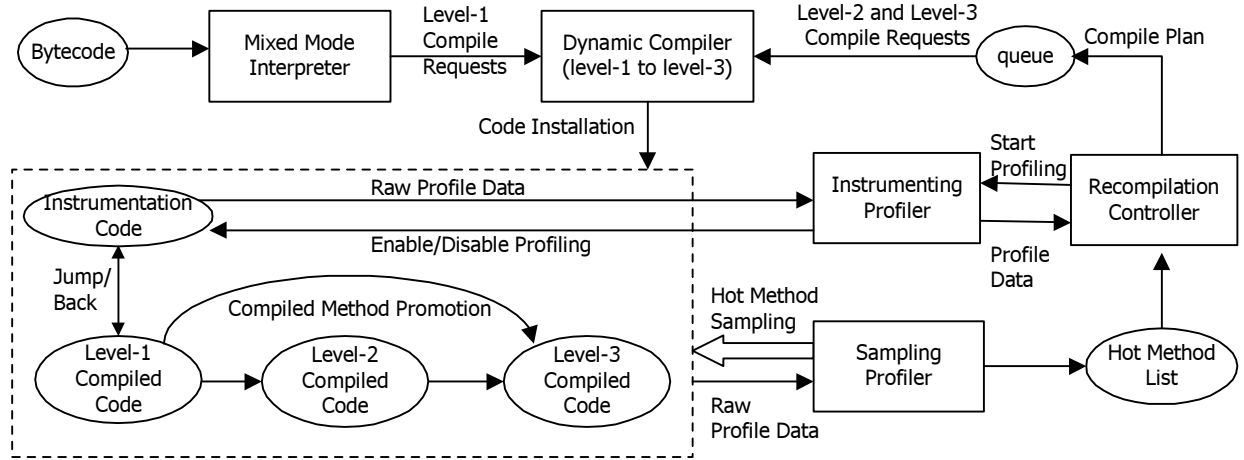 Bytecode
Mixed Mode
Interpreter
Level-1
Compile
Requests
Dynamic Compiler
(level-1 to level-3)
Level-2 and Level-3
Compile Requests
queue
Compile Plan
Code Installation
Instrumentation
Code
Raw Profile Data
Enable/Disable Profiling
Instrumenting
Profiler
Start
Profiling
Profile
Data
Recompilation
Controller
Jump/
Back
Compiled Method Promotion
Level-1
Compiled
Code
Level-2
Compiled
Code
Level-3
Compiled
Code
Hot Method
Sampling
Raw
Profile Data
Sampling
Profiler
Hot Method
List